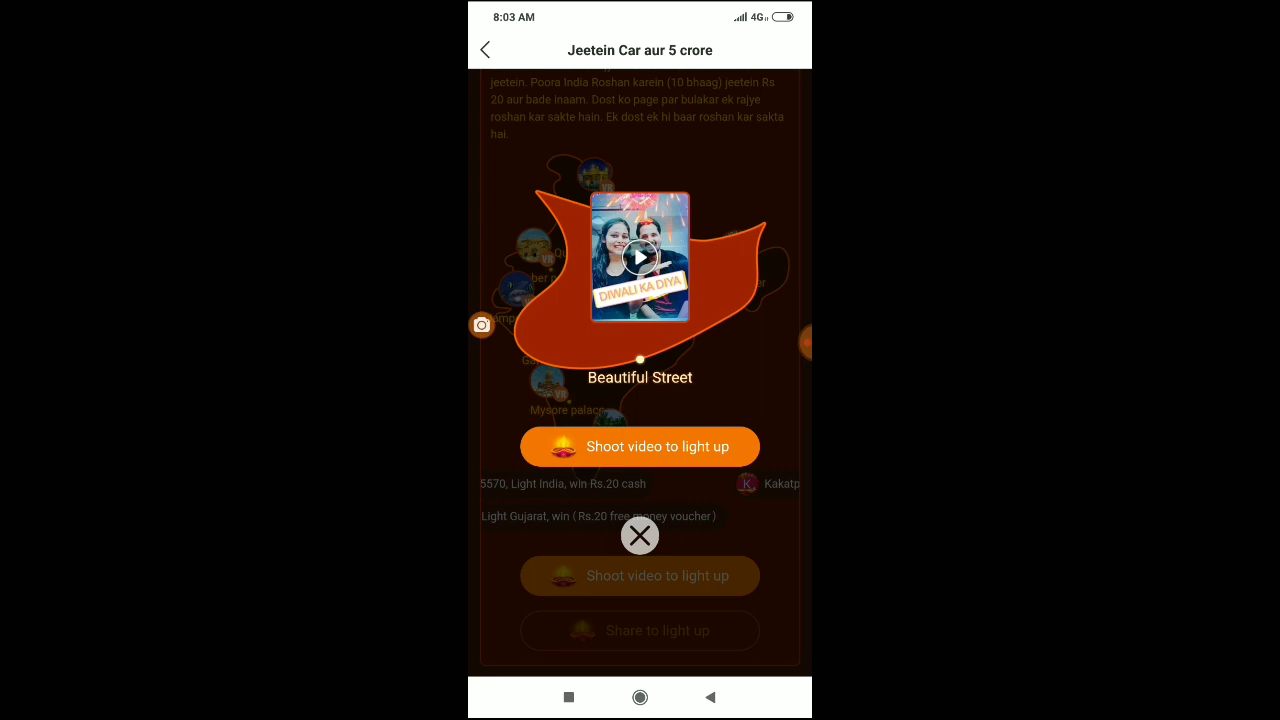 8:03 AM
4G
Jeetein Car aur 5 crore
jeetein. Poora India Roshan karein (10 bhaag) jeetein Rs
20 aur bade inaam. Dost ko page par bulakar ek rajye
roshan kar sakte hain. Ek dost ek hi baar roshan kar sakta
hai.
VR
VR
DIWALI KA DIYA
Beautiful Street
VR
Mysore palace
Shoot video to light up
5570, Light India, win Rs.20 cash
K
Kakatp
Light Gujarat, win (Rs.20 free money voucher)
Shoot video to light up
Share to light up